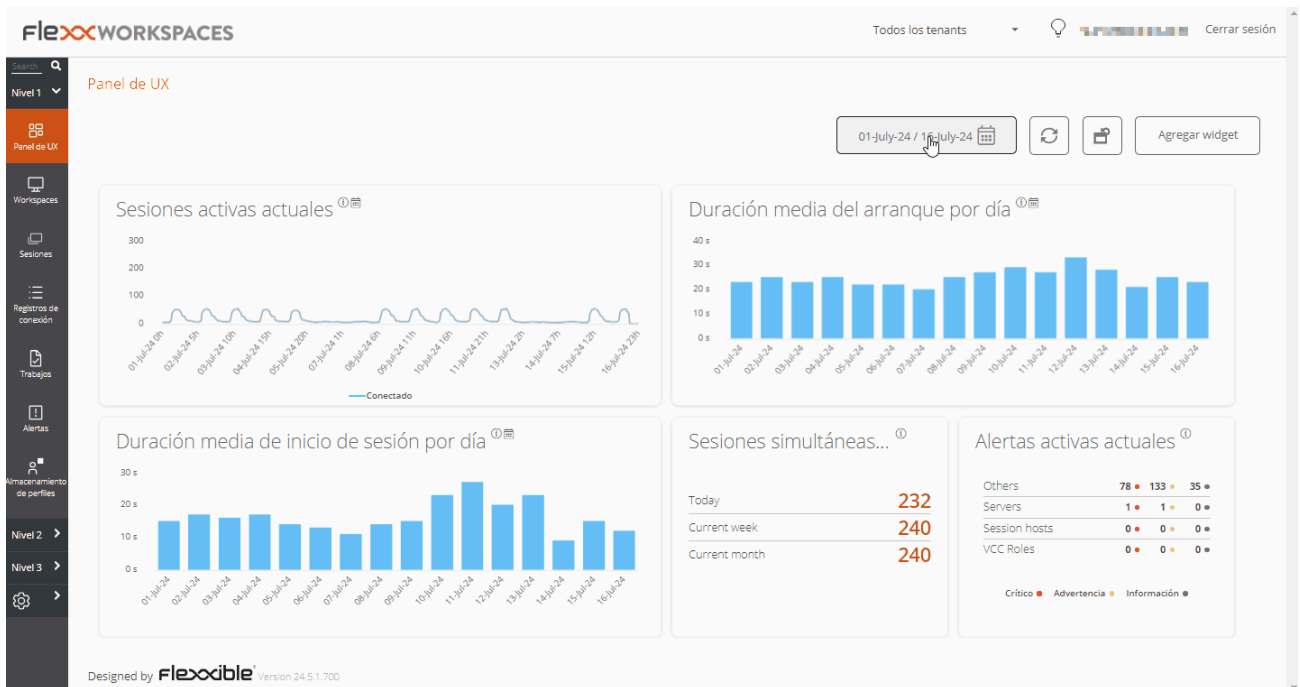 FlexxWORKSPACES
Todos los tenants
Cerrar sesión
Search
Nivel 1
Panel de UX
Workspaces
Sesiones
Registros de
conexión
Trabajos
Alertas
Almacenamiento
de perfiles
Nivel 2
Nivel 3
Panel de UX
01-July-24 / 16-July-24
Agregar widget
Sesiones activas actuales
300
200
100
0
01-Jul-24 0h
02-Jul-24 5h
03-Jul-24 10h
04-Jul-24 15h
05-Jul-24 20h
07-Jul-24 1h
08-Jul-24 6h
09-Jul-24 11h
10-Jul-24 16h
11-Jul-24 21h
13-Jul-24 2h
14-Jul-24 7h
15-Jul-24 12h
16-Jul-24 23h
Conectado
Duración media del arranque por día
40 s
30 s
20 s
10 s
0 s
01-Jul-24
02-Jul-24
03-Jul-24
04-Jul-24
05-Jul-24
06-Jul-24
07-Jul-24
08-Jul-24
09-Jul-24
10-Jul-24
11-Jul-24
12-Jul-24
13-Jul-24
14-Jul-24
15-Jul-24
16-Jul-24
Duración media de inicio de sesión por día
30 s
20 s
10 s
0 s
01-Jul-24
02-Jul-24
03-Jul-24
04-Jul-24
05-Jul-24
06-Jul-24
07-Jul-24
08-Jul-24
09-Jul-24
10-Jul-24
11-Jul-24
12-Jul-24
13-Jul-24
14-Jul-24
15-Jul-24
16-Jul-24
Sesiones simultáneas...
Today 232
Current week 240
Current month 240
Alertas activas actuales
Others 78 133 35
Servers 1 1 0
Session hosts 0 0 0
VCC Roles 0 0 0
Crítico Advertencia Información
Designed by Flexxible Version 24.5.1.700